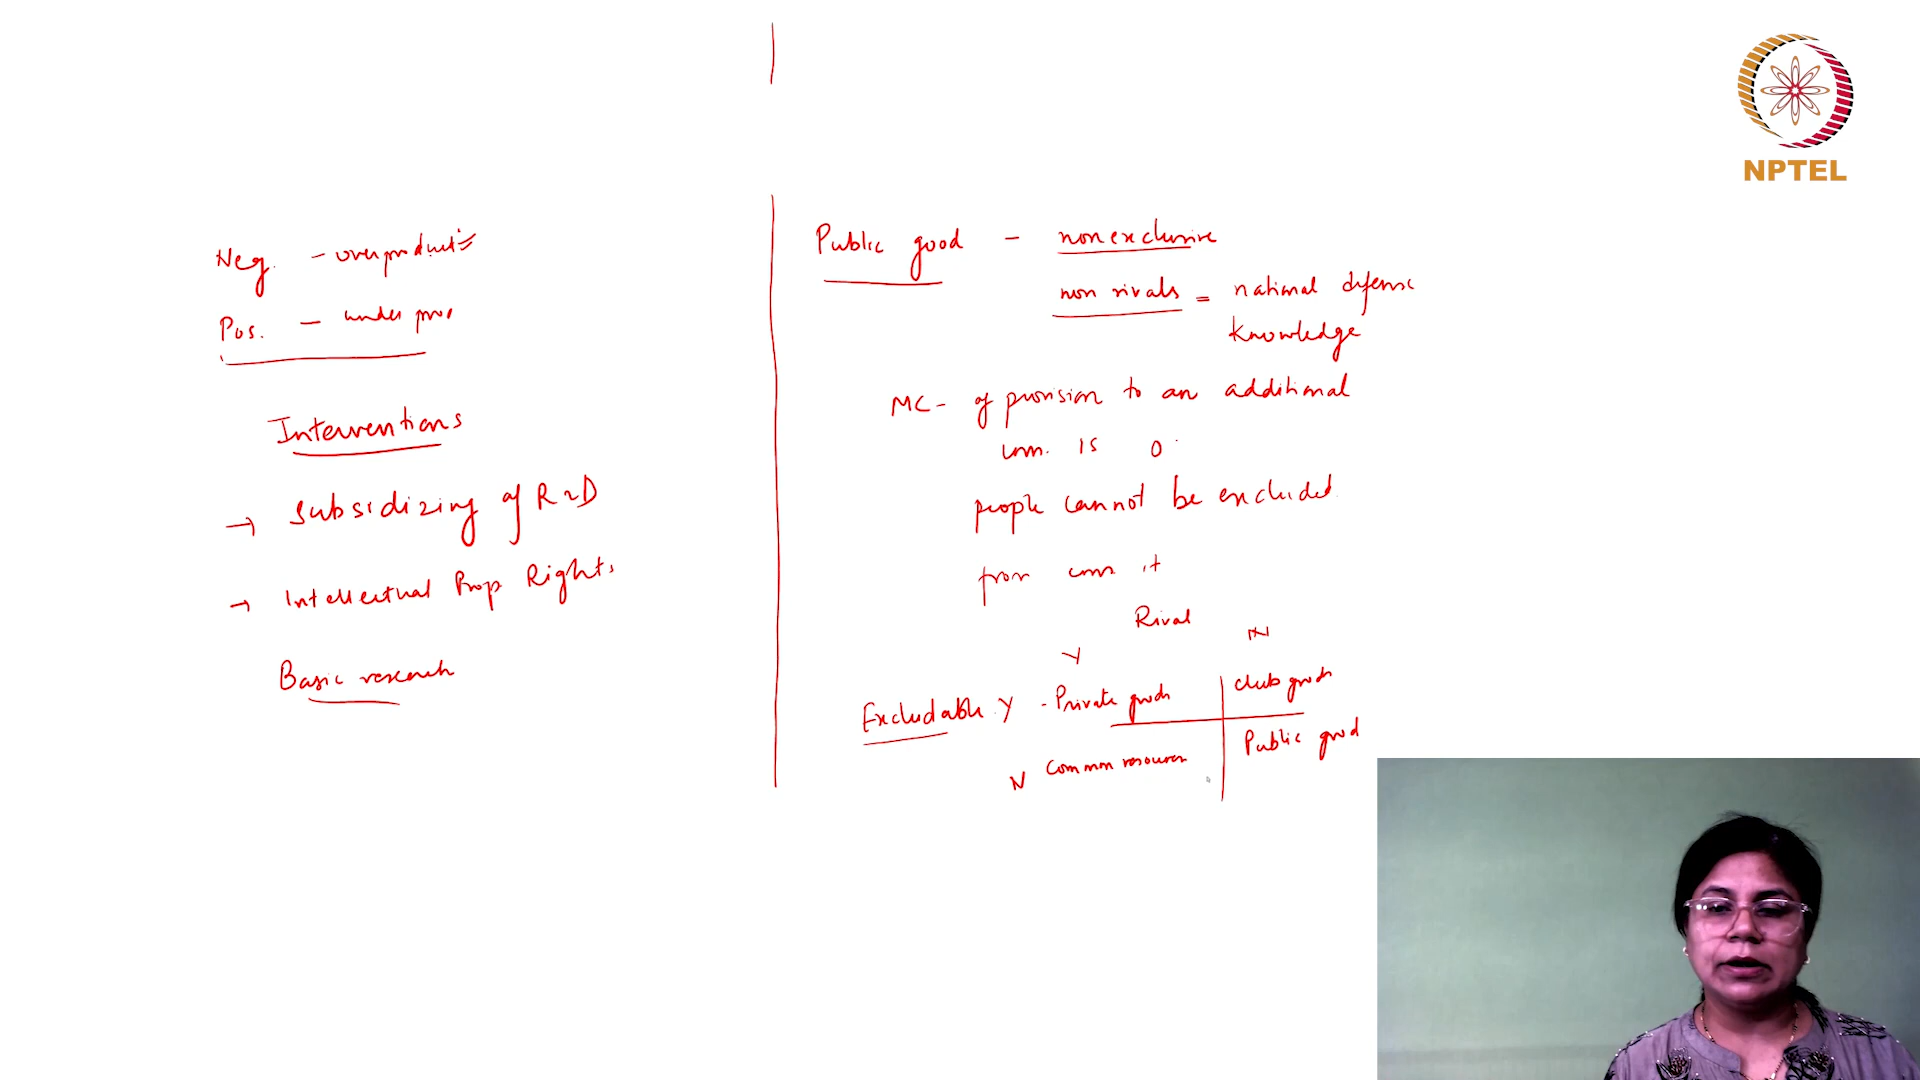 NPTEL
Neg. - overproduct
Pos. - under pro
Interventions
→ Subsidizing of R&D
→ Intellectual Prop Rights
Basic research
Public good - nonexclusive
non rivals = national defense
knowledge
MC - of provision to an additional
is 0
people cannot be excluded
from it
Rival
Y N
Excludable Y - Private goods club goods
N Common resources Public good